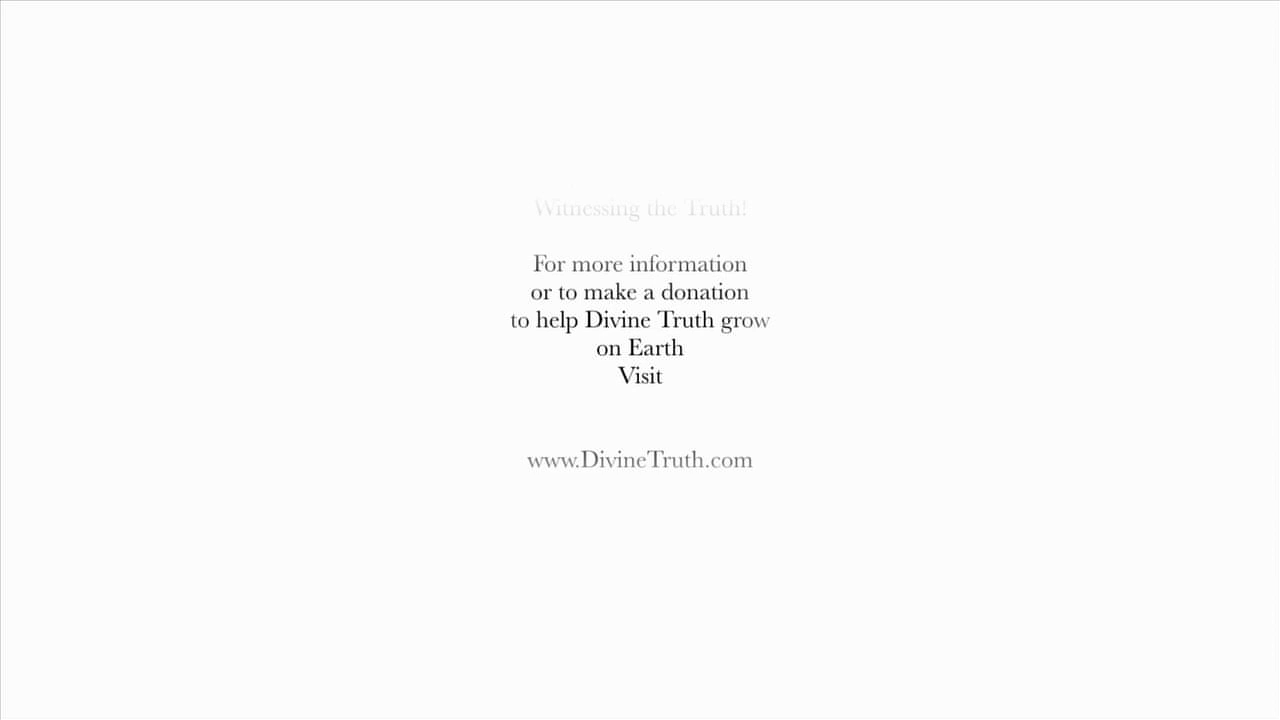 Witnessing the Truth!
For more information
or to make a donation
to help Divine Truth grow
on Earth
Visit
www.DivineTruth.com